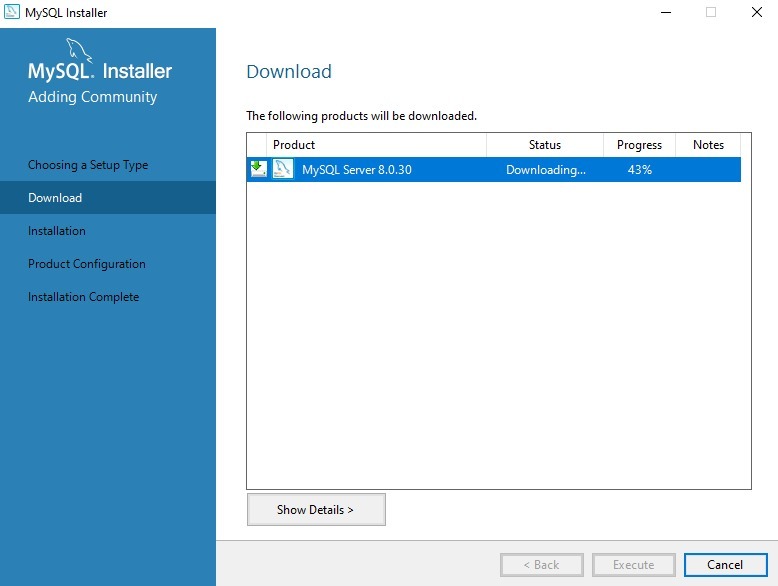 MySQL Installer
MySQL. Installer
Adding Community
Choosing a Setup Type
Download
Installation
Product Configuration
Installation Complete
Download
The following products will be downloaded.
Product Status Progress Notes
MySQL Server 8.0.30 Downloading... 43%
Show Details >
< Back Execute Cancel